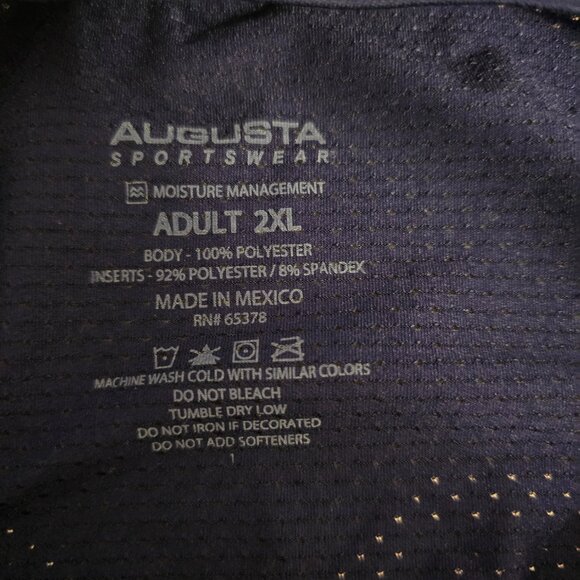 AUGUSTA
SPORTSWEAR
MOISTURE MANAGEMENT
ADULT 2XL
BODY - 100% POLYESTER
INSERTS - 92% POLYESTER / 8% SPANDEX
MADE IN MEXICO
RN# 65378
MACHINE WASH COLD WITH SIMILAR COLORS
DO NOT BLEACH
TUMBLE DRY LOW
DO NOT IRON IF DECORATED
DO NOT ADD SOFTENERS
1